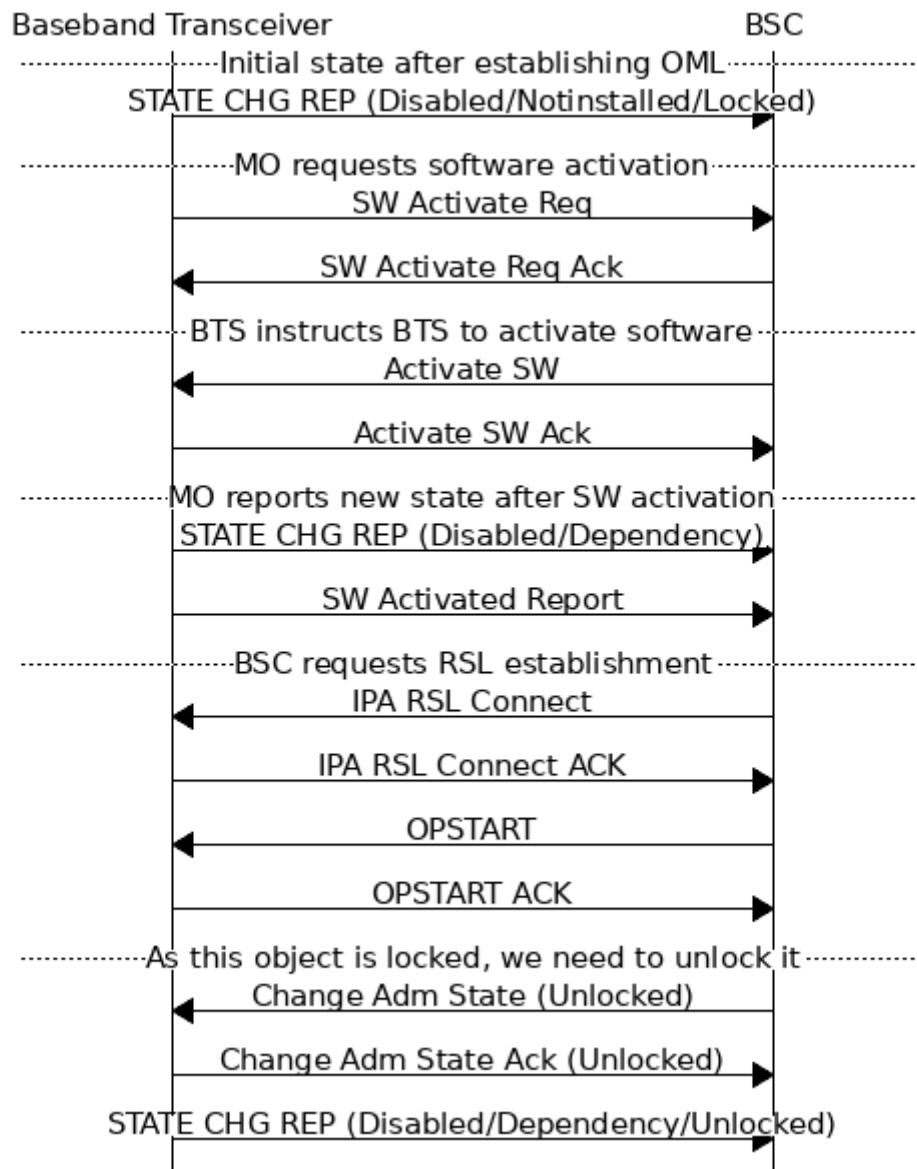 Baseband Transceiver BSC
Initial state after establishing OML
STATE CHG REP (Disabled/Notinstalled/Locked)
MO requests software activation
SW Activate Req
SW Activate Req Ack
BTS instructs BTS to activate software
Activate SW
Activate SW Ack
MO reports new state after SW activation
STATE CHG REP (Disabled/Dependency)
SW Activated Report
BSC requests RSL establishment
IPA RSL Connect
IPA RSL Connect ACK
OPSTART
OPSTART ACK
As this object is locked, we need to unlock it
Change Adm State (Unlocked)
Change Adm State Ack (Unlocked)
STATE CHG REP (Disabled/Dependency/Unlocked)